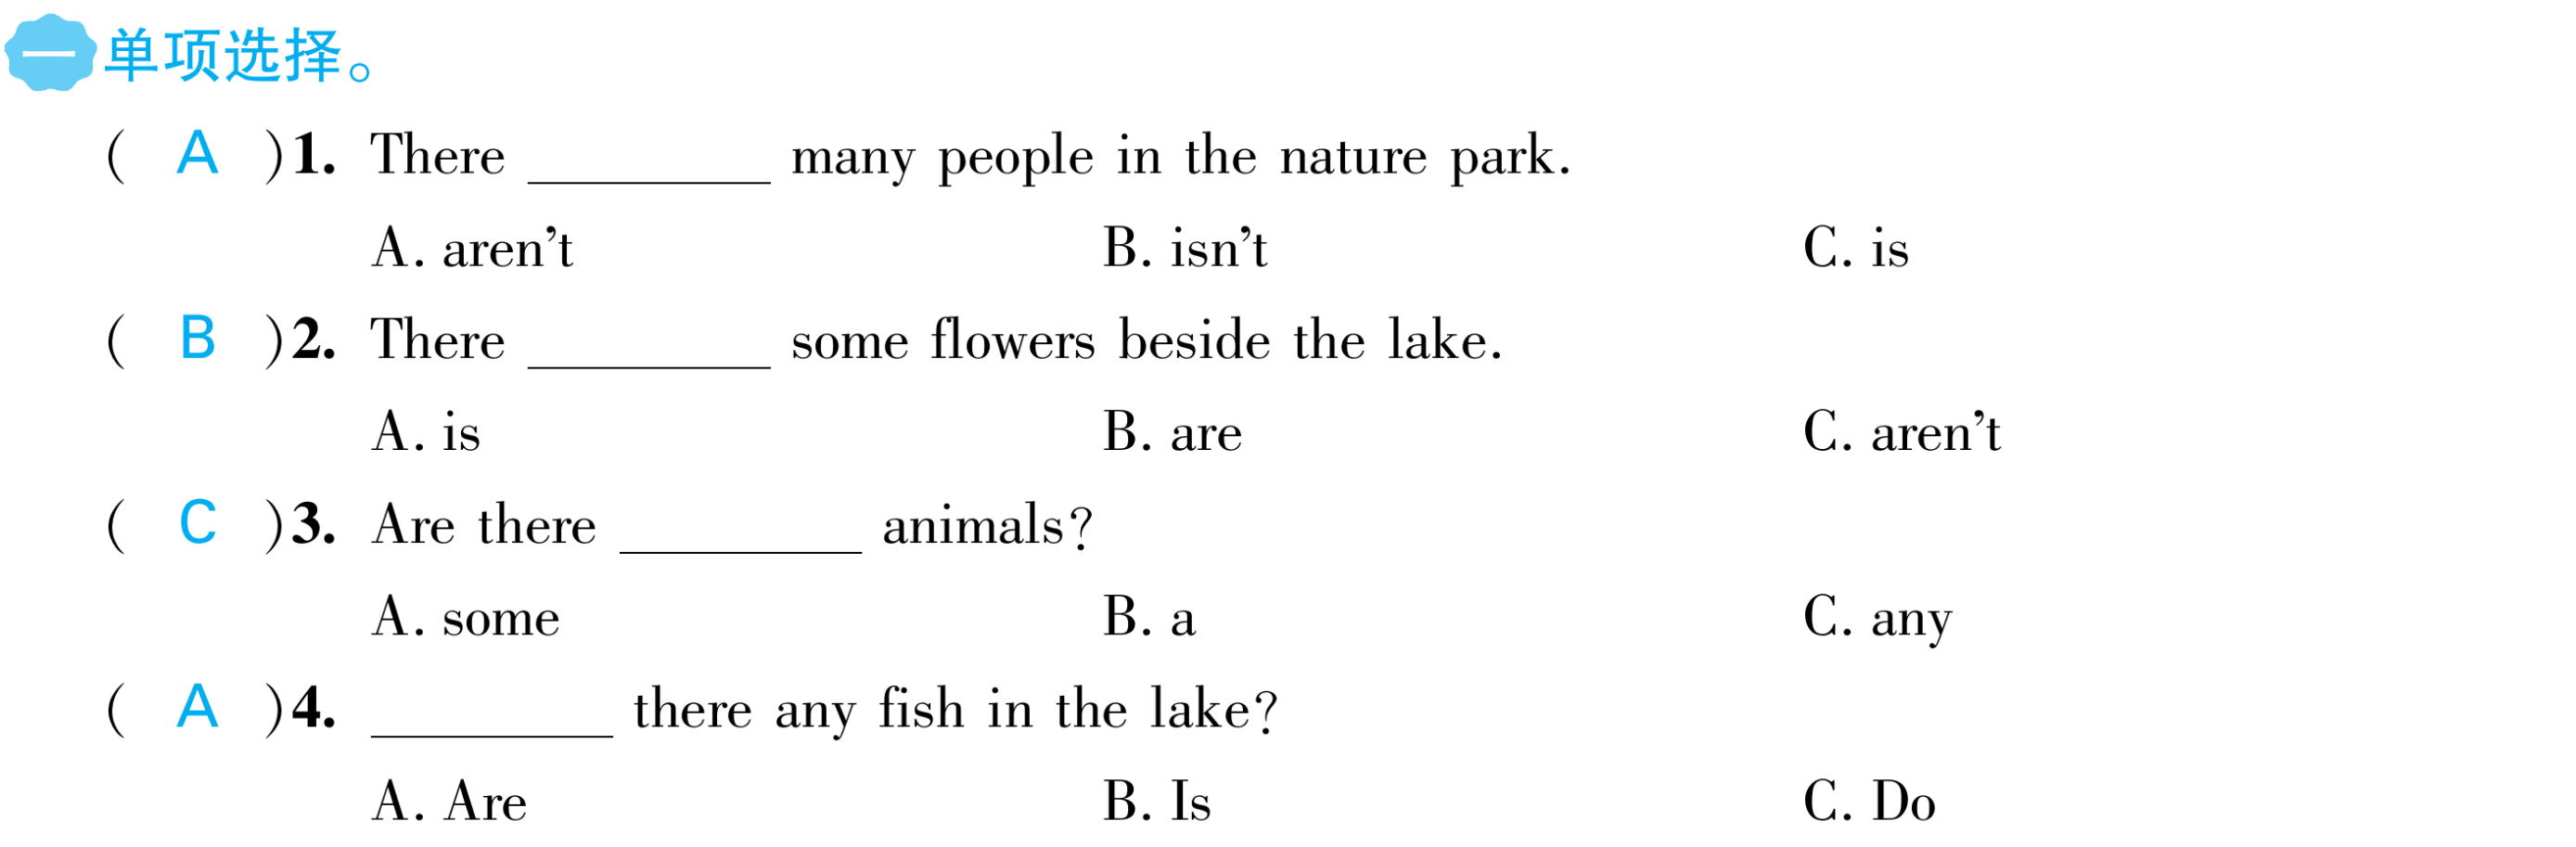 一 单项选择。
( A )1. There ________ many people in the nature park.
A. aren’t B. isn’t C. is
( B )2. There ________ some flowers beside the lake.
A. is B. are C. aren’t
( C )3. Are there ________ animals?
A. some B. a C. any
( A )4. ________ there any fish in the lake?
A. Are B. Is C. Do